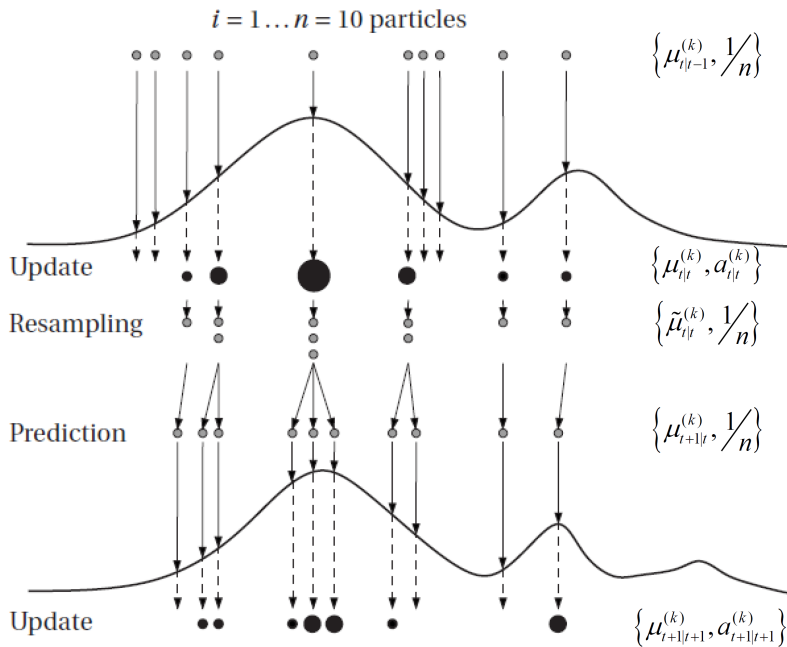 i = 1…n = 10 particles
{μ_{t|t−1}^{(k)}, 1/n}
Update
{μ_{t|t}^{(k)}, a_{t|t}^{(k)}}
Resampling
{μ̃_{t|t}^{(k)}, 1/n}
Prediction
{μ_{t+1|t}^{(k)}, 1/n}
Update
{μ_{t+1|t+1}^{(k)}, a_{t+1|t+1}^{(k)}}